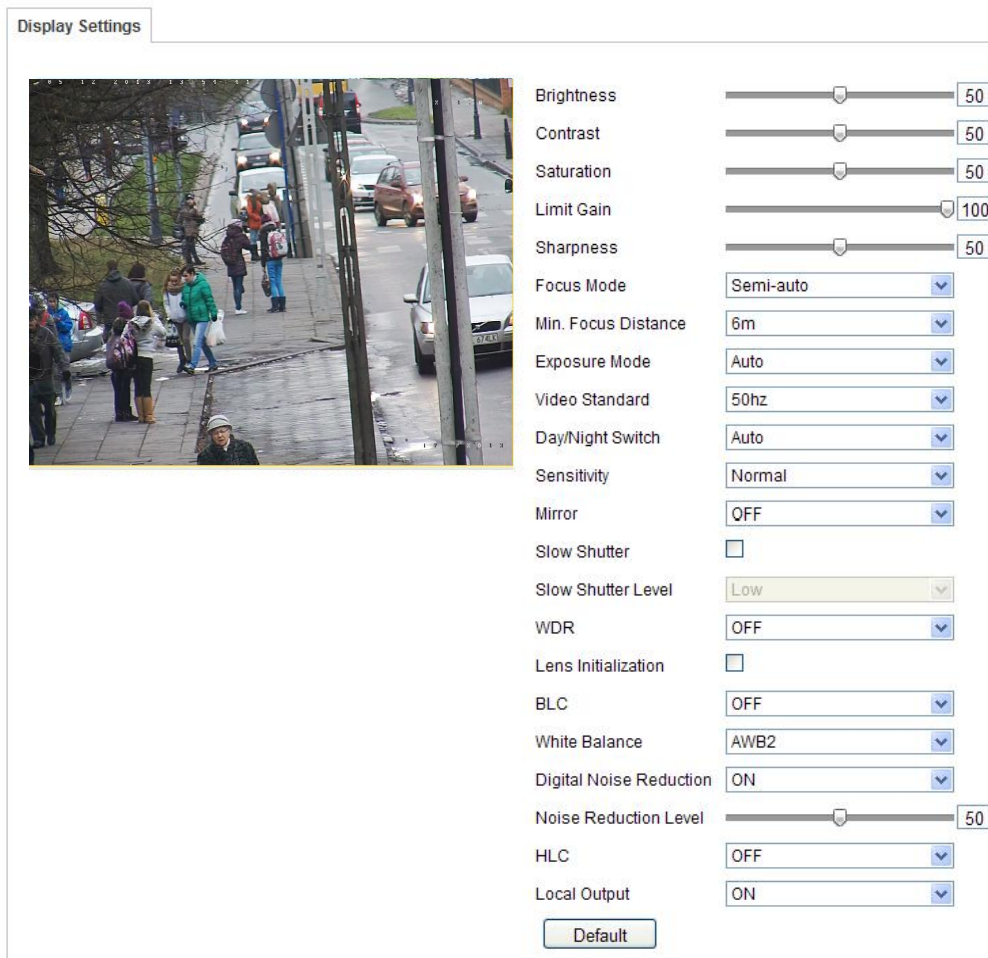 Display Settings
Brightness 50
Contrast 50
Saturation 50
Limit Gain 100
Sharpness 50
Focus Mode Semi-auto
Min. Focus Distance 6m
Exposure Mode Auto
Video Standard 50hz
Day/Night Switch Auto
Sensitivity Normal
Mirror OFF
Slow Shutter
Slow Shutter Level Low
WDR OFF
Lens Initialization
BLC OFF
White Balance AWB2
Digital Noise Reduction ON
Noise Reduction Level 50
HLC OFF
Local Output ON
Default